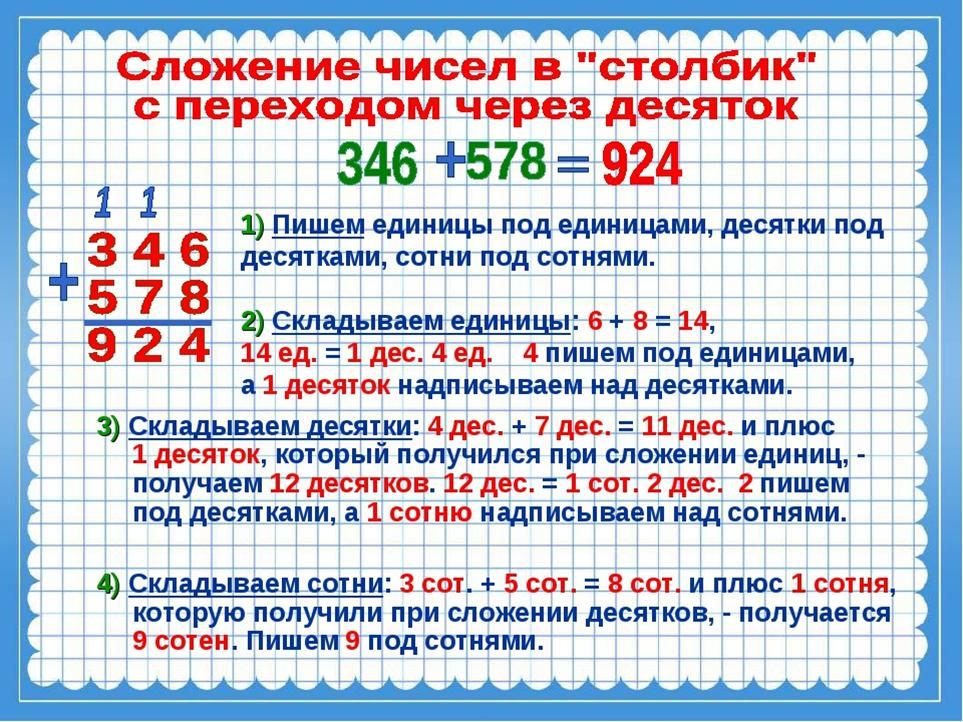 Сложение чисел в "столбик"
с переходом через десяток
346 +578 = 924
1 1
3 4 6
+
5 7 8
9 2 4
1) Пишем единицы под единицами, десятки под
десятками, сотни под сотнями.
2) Складываем единицы: 6 + 8 = 14,
14 ед. = 1 дес. 4 ед. 4 пишем под единицами,
а 1 десяток надписываем над десятками.
3) Складываем десятки: 4 дес. + 7 дес. = 11 дес. и плюс
1 десяток, который получился при сложении единиц, -
получаем 12 десятков. 12 дес. = 1 сот. 2 дес. 2 пишем
под десятками, а 1 сотню надписываем над сотнями.
4) Складываем сотни: 3 сот. + 5 сот. = 8 сот. и плюс 1 сотня,
которую получили при сложении десятков, - получается
9 сотен. Пишем 9 под сотнями.